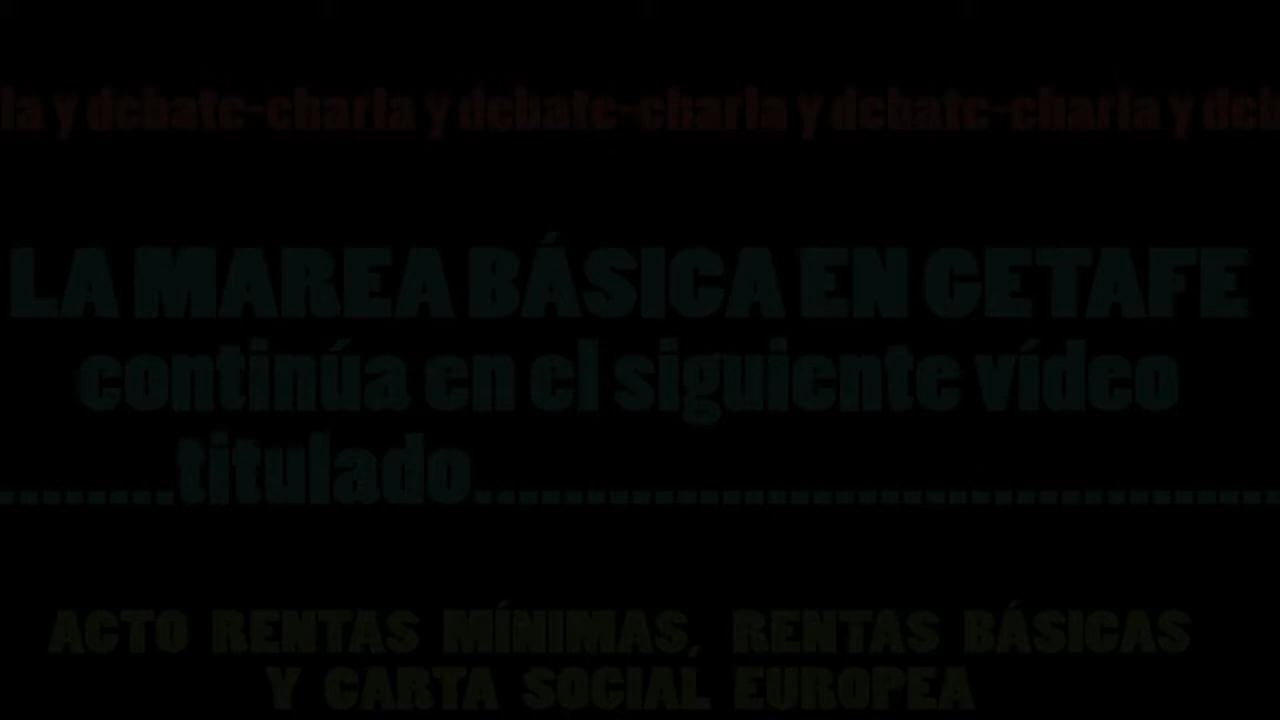 la y debate-charla y debate-charla y debate-charla y deb
LA MAREA BÁSICA EN GETAFE
continúa en el siguiente vídeo
........titulado.............................
ACTO RENTAS MÍNIMAS, RENTAS BÁSICAS
Y CARTA SOCIAL EUROPEA